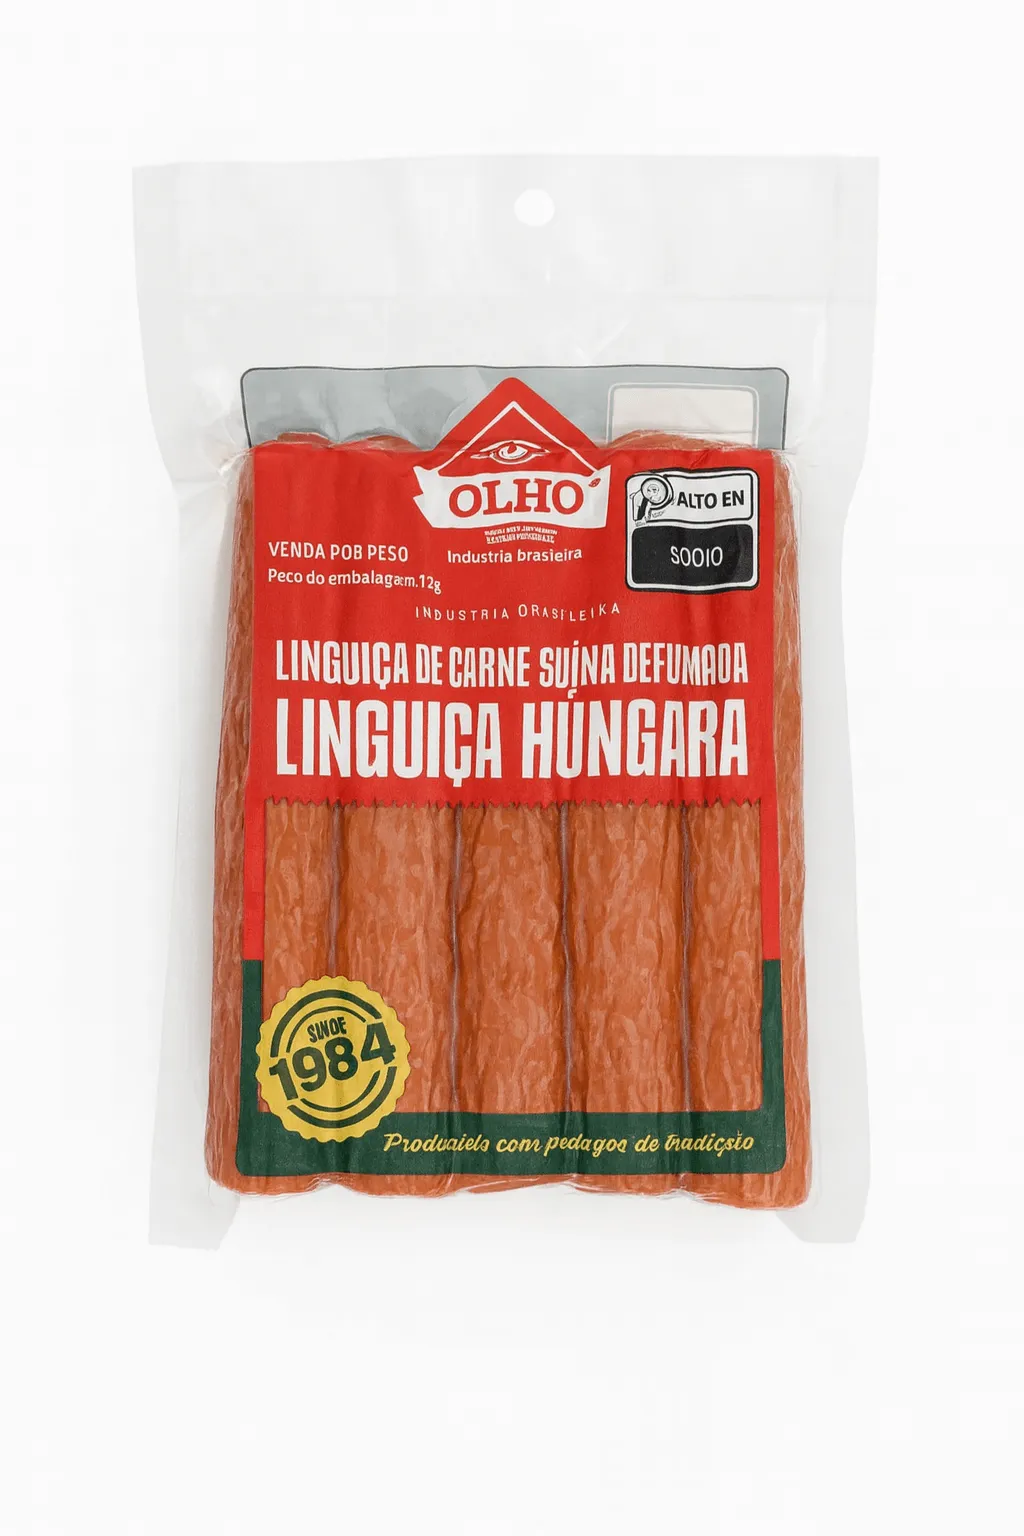 OLHO
Industria brasieira
ALTO EN
SOOIO
VENDA POB PESO
Peco do embalagæm.12g
INDUSTRIA ORASILEIKA
LINGUIÇA DE CARNE SUÍNA DEFUMAOA
LINGUIÇA HÚNGARA
SINOE
1984
Produaiels com pedagoe de tradiçsio